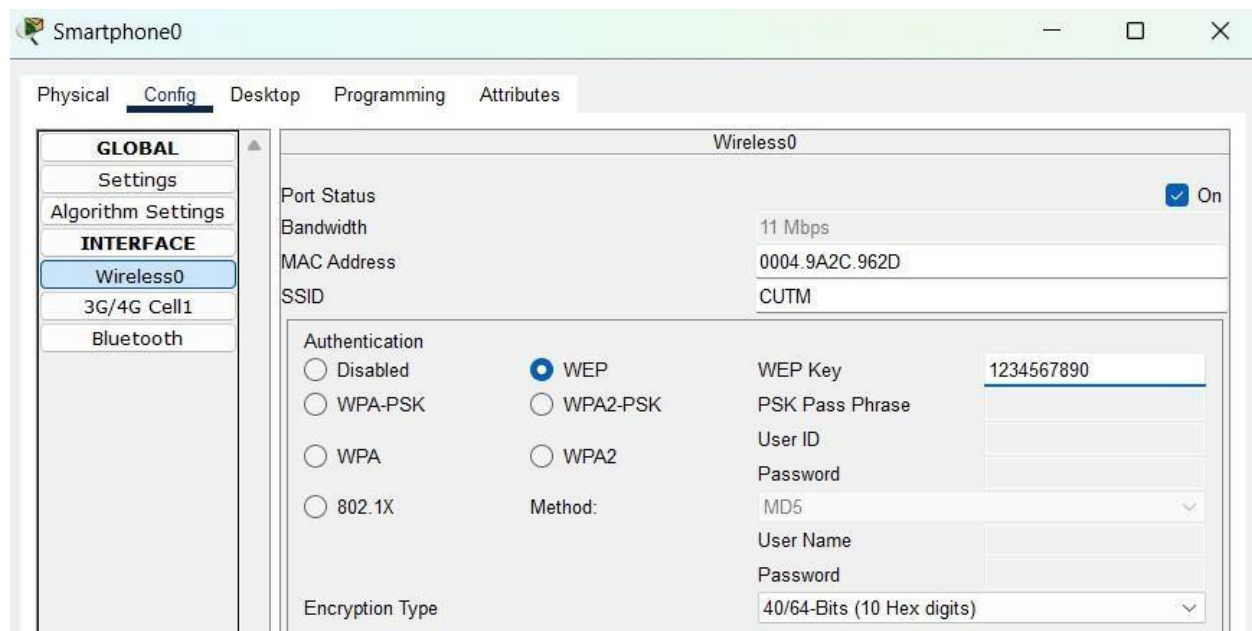 Smartphone0
Physical Config Desktop Programming Attributes
GLOBAL
Settings
Algorithm Settings
INTERFACE
Wireless0
3G/4G Cell1
Bluetooth
Wireless0
Port Status On
Bandwidth 11 Mbps
MAC Address 0004.9A2C.962D
SSID CUTM
Authentication
Disabled WEP WEP Key 1234567890
WPA-PSK WPA2-PSK PSK Pass Phrase
User ID
WPA WPA2
Password
802.1X Method: MD5
User Name
Password
Encryption Type 40/64-Bits (10 Hex digits)